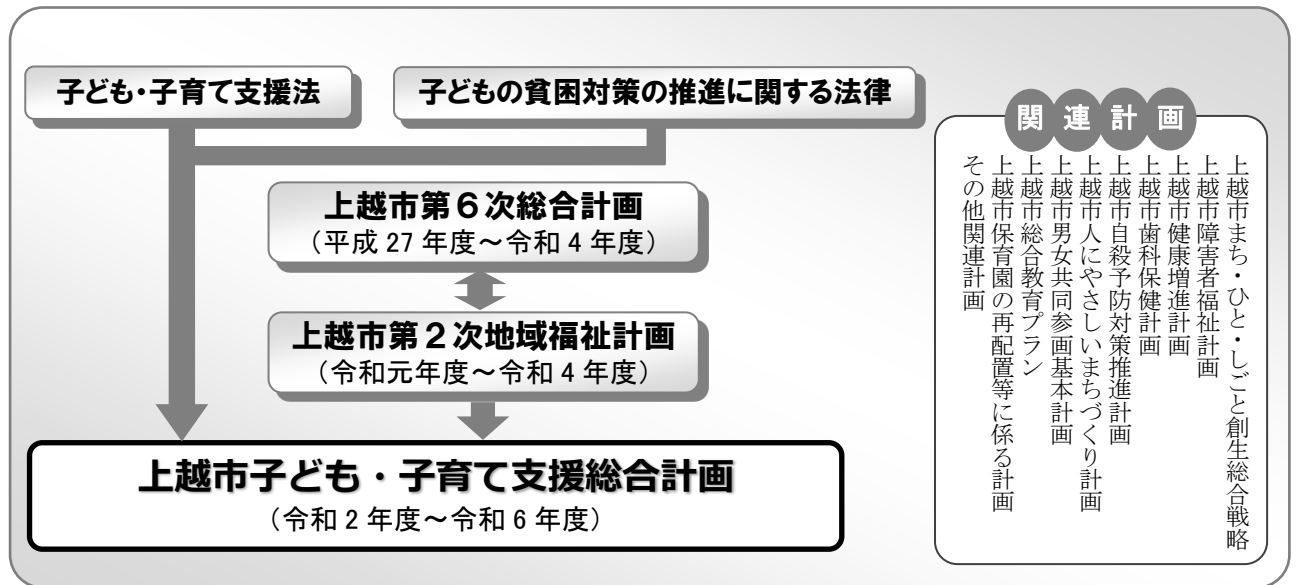 子ども・子育て支援法
子どもの貧困対策の推進に関する法律
上越市第６次総合計画
（平成 27 年度～令和 4 年度）
上越市第２次地域福祉計画
（令和元年度～令和 4 年度）
上越市子ども・子育て支援総合計画
（令和 2 年度～令和 6 年度）
関連計画
上越市まち・ひと・しごと創生総合戦略
上越市障害者福祉計画
上越市健康増進計画
上越市歯科保健計画
上越市自殺予防対策推進計画
上越市人にやさしいまちづくり計画
上越市男女共同参画基本計画
上越市総合教育プラン
上越市保育園の再配置等に係る計画
その他関連計画